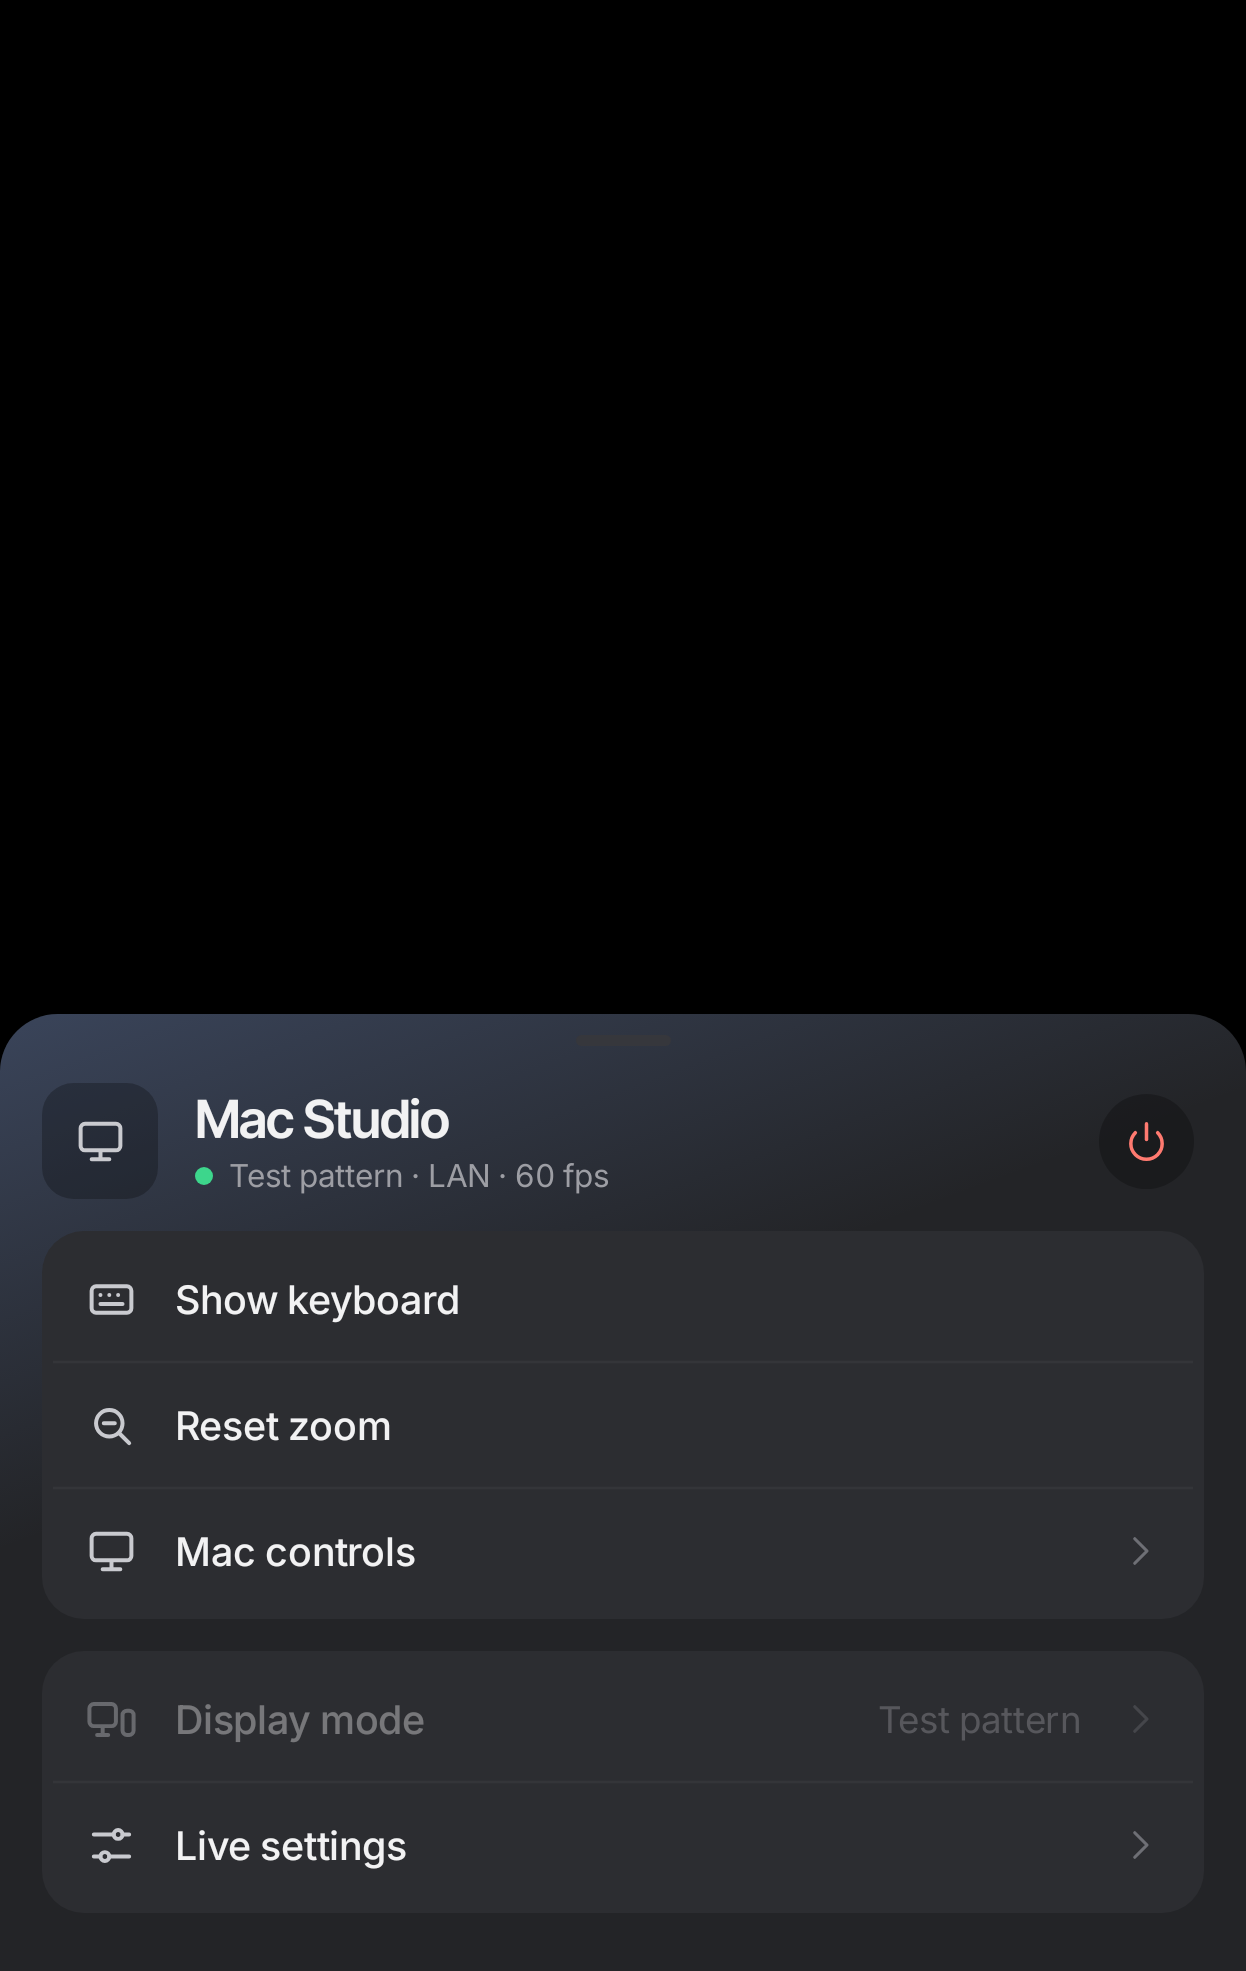 Mac Studio
Test pattern · LAN · 60 fps
Show keyboard
Reset zoom
Mac controls
Display mode Test pattern
Live settings